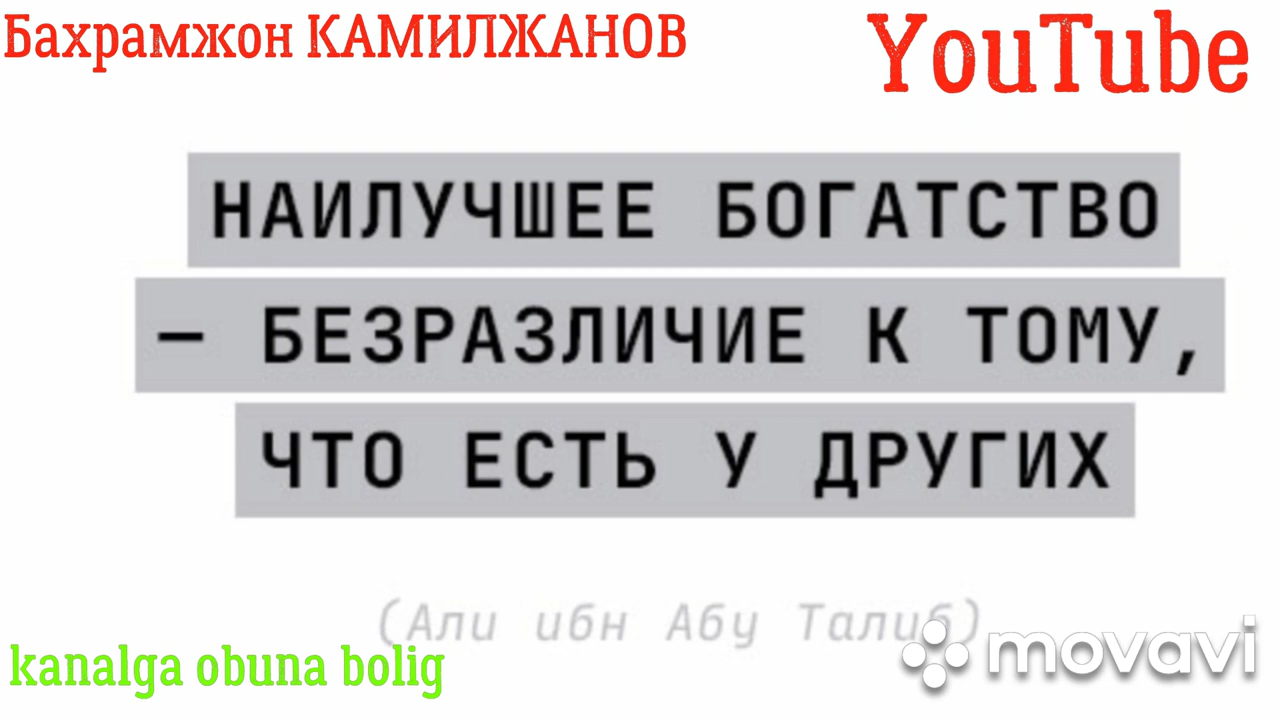 Бахрамжон КАМИЛЖАНОВ
YouTube
НАИЛУЧШЕЕ БОГАТСТВО
— БЕЗРАЗЛИЧИЕ К ТОМУ,
ЧТО ЕСТЬ У ДРУГИХ
(Али ибн Абу Талиб)
kanalga obuna bolig
movavi